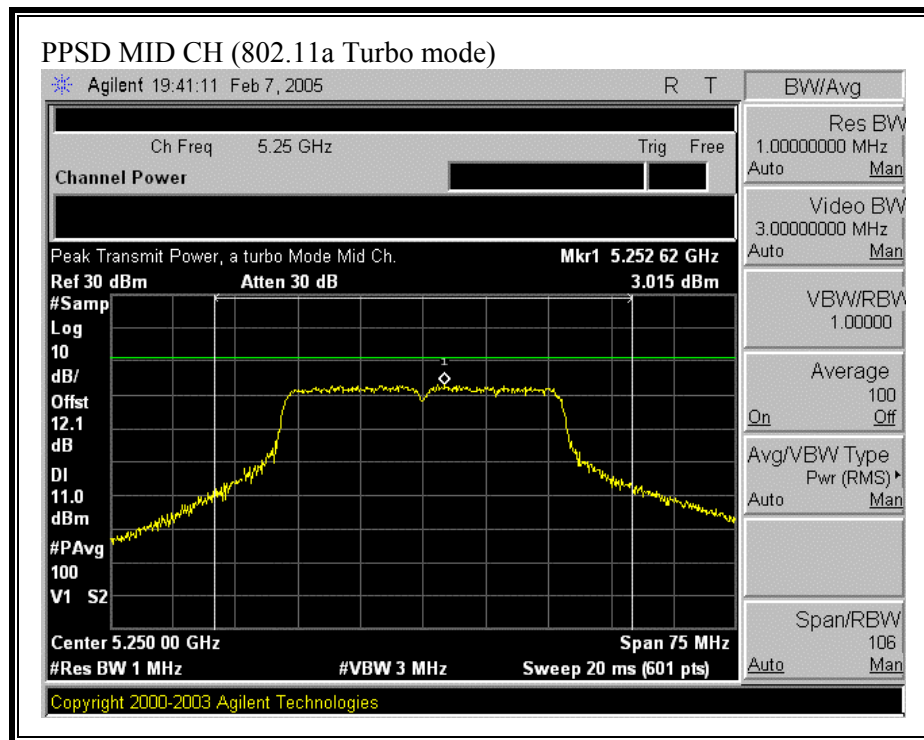 PPSD MID CH (802.11a Turbo mode)
Agilent 19:41:11 Feb 7, 2005 R T
Ch Freq 5.25 GHz Trig Free
Channel Power
Peak Transmit Power, a turbo Mode Mid Ch. Mkr1 5.252 62 GHz
Ref 30 dBm Atten 30 dB 3.015 dBm
#Samp
Log
10
dB/
Offst
12.1
dB
DI
11.0
dBm
#PAvg
100
V1 S2
1
Center 5.250 00 GHz Span 75 MHz
#Res BW 1 MHz #VBW 3 MHz Sweep 20 ms (601 pts)
Copyright 2000-2003 Agilent Technologies
BW/Avg
Res BW
1.00000000 MHz
Auto Man
Video BW
3.00000000 MHz
Auto Man
VBW/RBW
1.00000
Average
100
On Off
Avg/VBW Type
Pwr (RMS)
Auto Man
Span/RBW
106
Auto Man